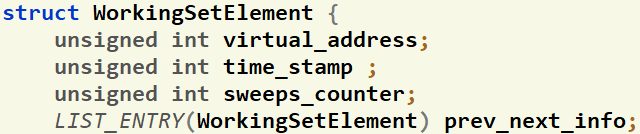 struct WorkingSetElement {
unsigned int virtual_address;
unsigned int time_stamp ;
unsigned int sweeps_counter;
LIST_ENTRY(WorkingSetElement) prev_next_info;